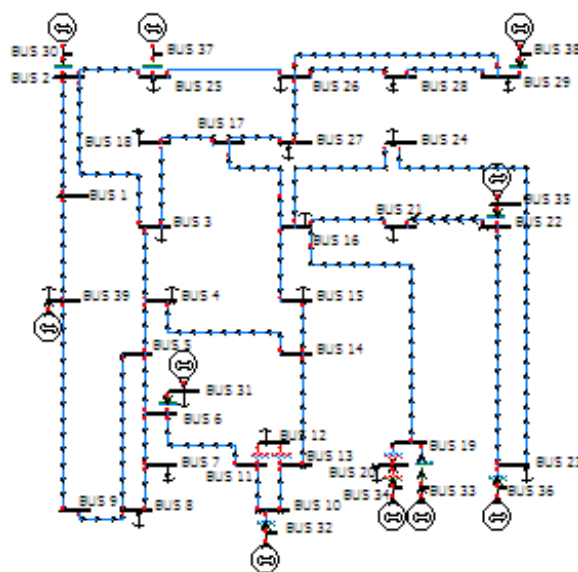 BUS 30
BUS 37
BUS 38
BUS 2
BUS 25
BUS 26
BUS 28
BUS 29
BUS 18
BUS 17
BUS 27
BUS 24
BUS 1
BUS 35
BUS 3
BUS 16
BUS 21
BUS 22
BUS 39
BUS 4
BUS 15
BUS 5
BUS 14
BUS 31
BUS 6
BUS 12
BUS 19
BUS 7
BUS 11
BUS 13
BUS 20
BUS 23
BUS 34
BUS 33
BUS 36
BUS 9
BUS 8
BUS 10
BUS 32